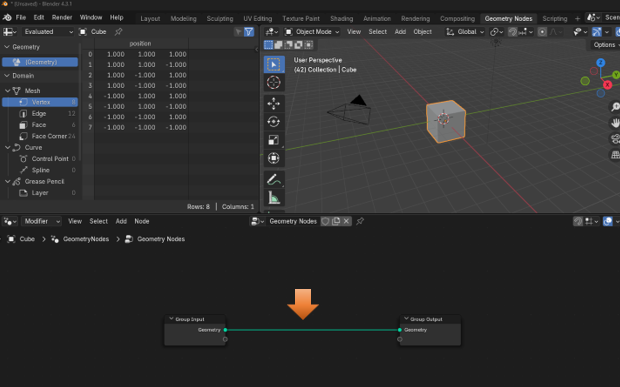 * (Unsaved) - Blender 4.3.1
File Edit Render Window Help Layout Modeling Sculpting UV Editing Texture Paint Shading Animation Rendering Compositing Geometry Nodes Scripting + Scen
Evaluated Cube
Object Mode View Select Add Object Global
Options
Geometry
(Geometry)
Domain
Mesh
Vertex 8
Edge 12
Face 6
Face Corner 24
Curve
Control Point 0
Spline 0
Grease Pencil
Layer 0
position
0 1.000 1.000 1.000
1 1.000 1.000 -1.000
2 1.000 -1.000 1.000
3 1.000 -1.000 -1.000
4 -1.000 1.000 1.000
5 -1.000 1.000 -1.000
6 -1.000 -1.000 1.000
7 -1.000 -1.000 -1.000
Rows: 8 | Columns: 1
User Perspective
(42) Collection | Cube
Z
Y
X
Modifier View Select Add Node Geometry Nodes
Cube > GeometryNodes > Geometry Nodes
Group Input
Geometry
Group Output
Geometry